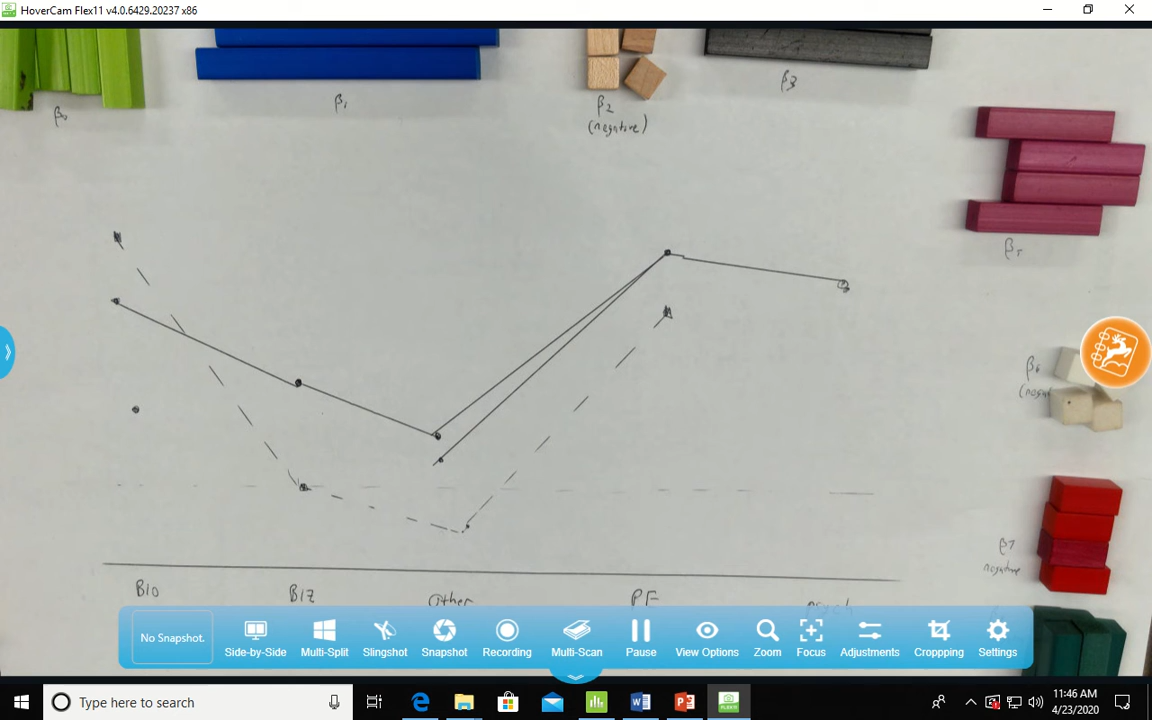 HoverCam Flex11 v4.0.6429.20237 x86
β0
β1
β2
(negative)
β3
β5
β6
β7
negative
B10
B12
other
PF
psych
No Snapshot.
Side-by-Side
Multi-Split
Slingshot
Snapshot
Recording
Multi-Scan
Pause
View Options
Zoom
Focus
Adjustments
Croppping
Settings
Type here to search
11:46 AM
4/23/2020